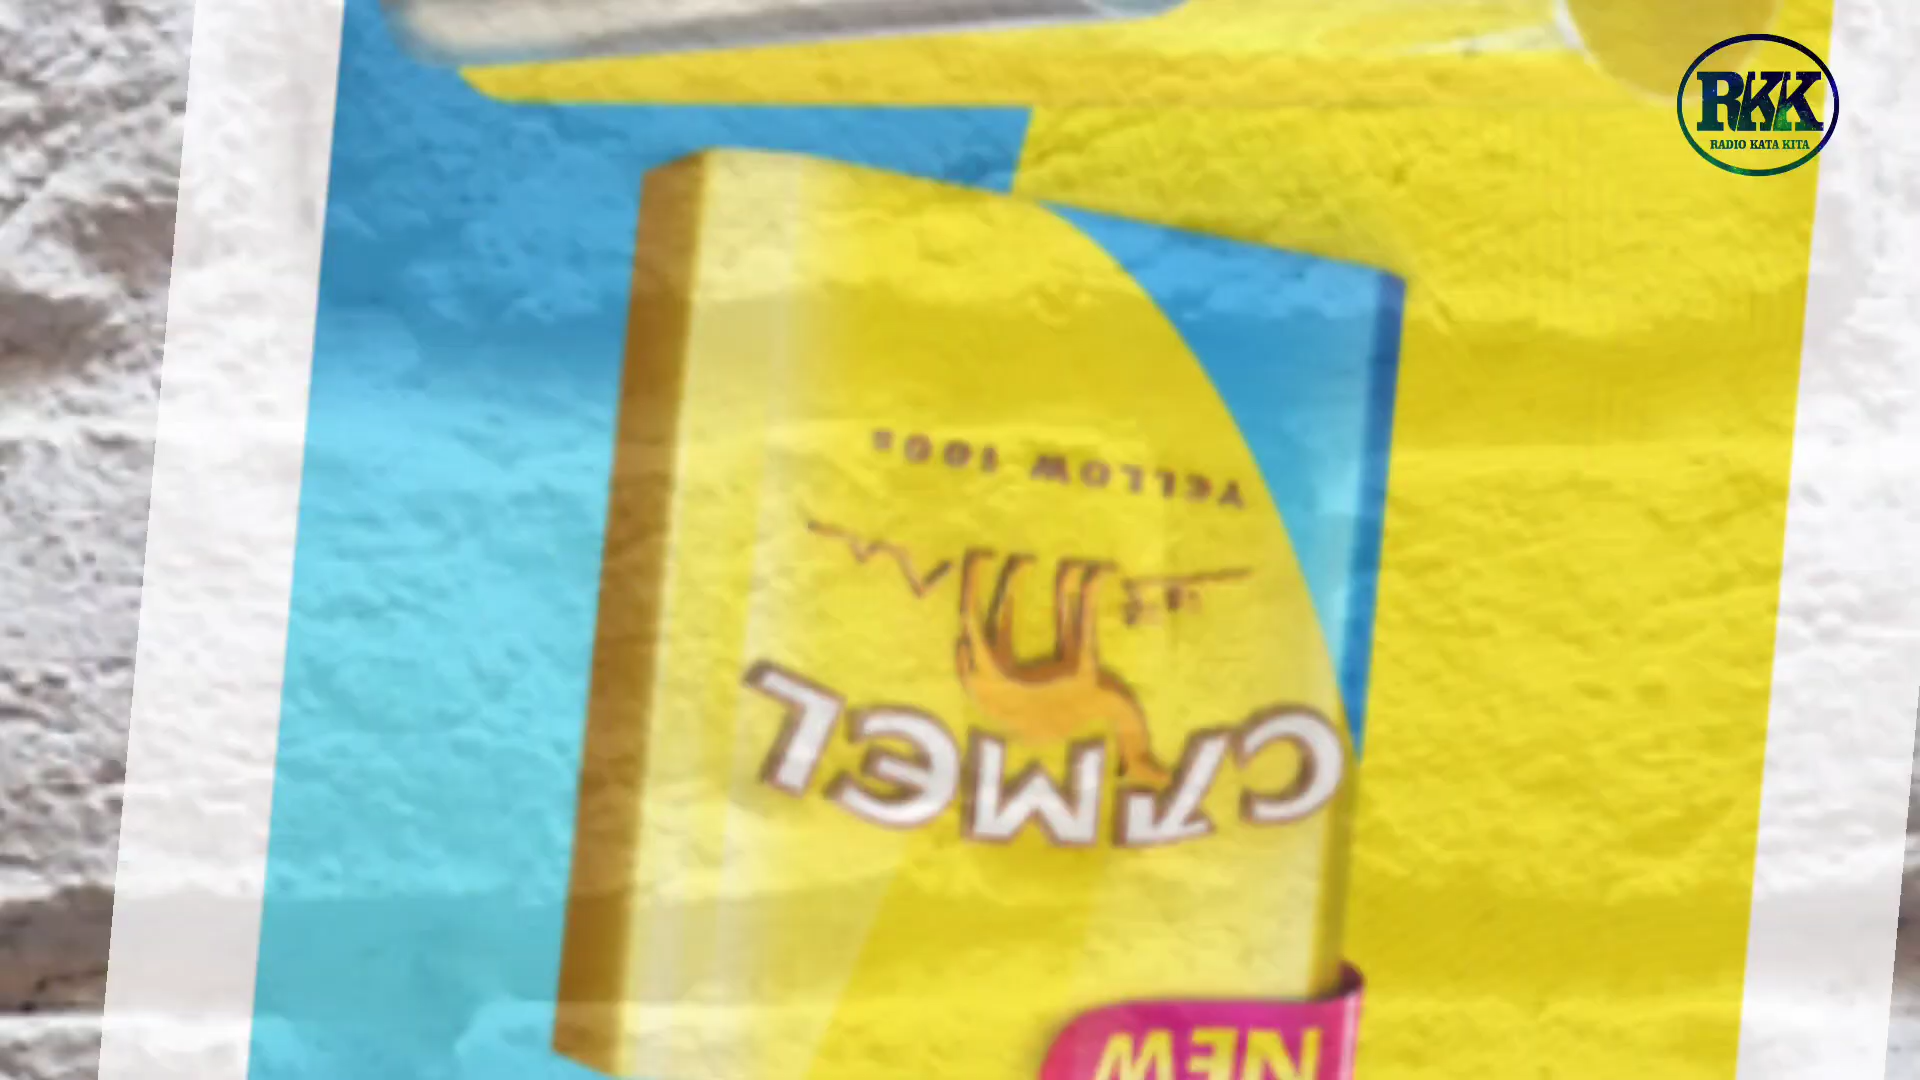 RKK
RADIO KATA KITA
YELLOW 100s
CAMEL
NEW